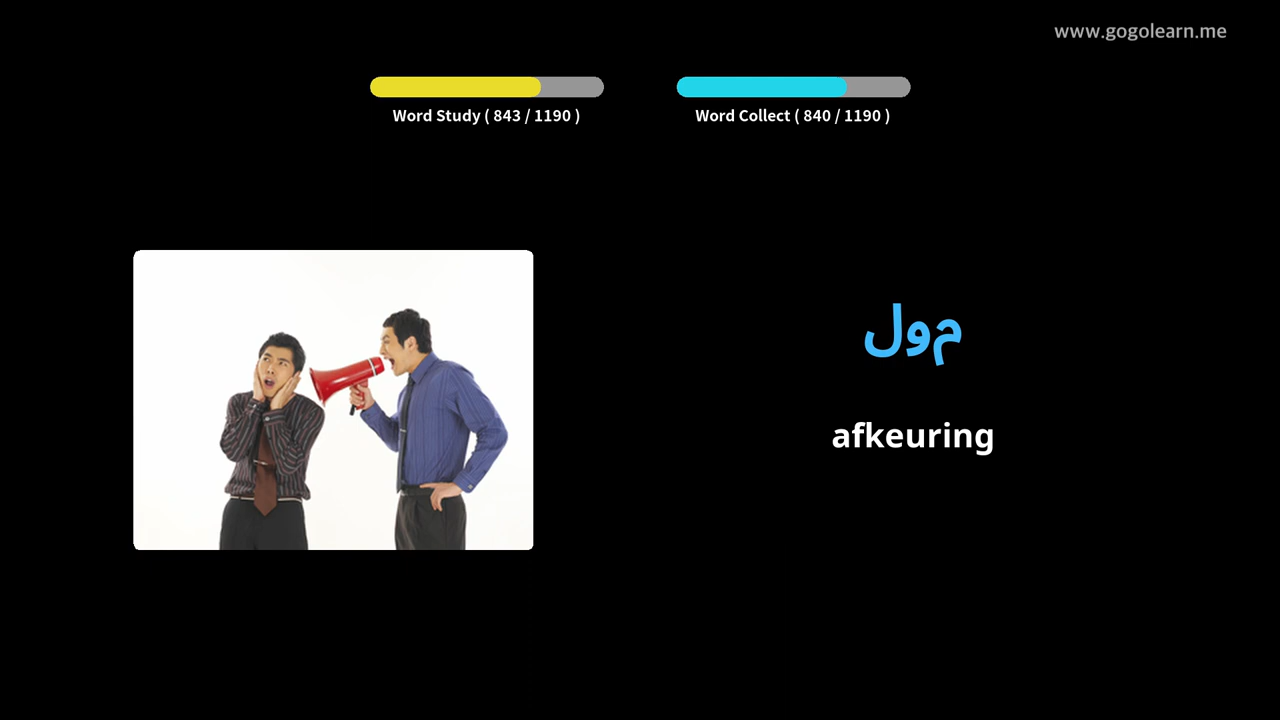 www.gogolearn.me
Word Study ( 843 / 1190 )
Word Collect ( 840 / 1190 )
مول
afkeuring